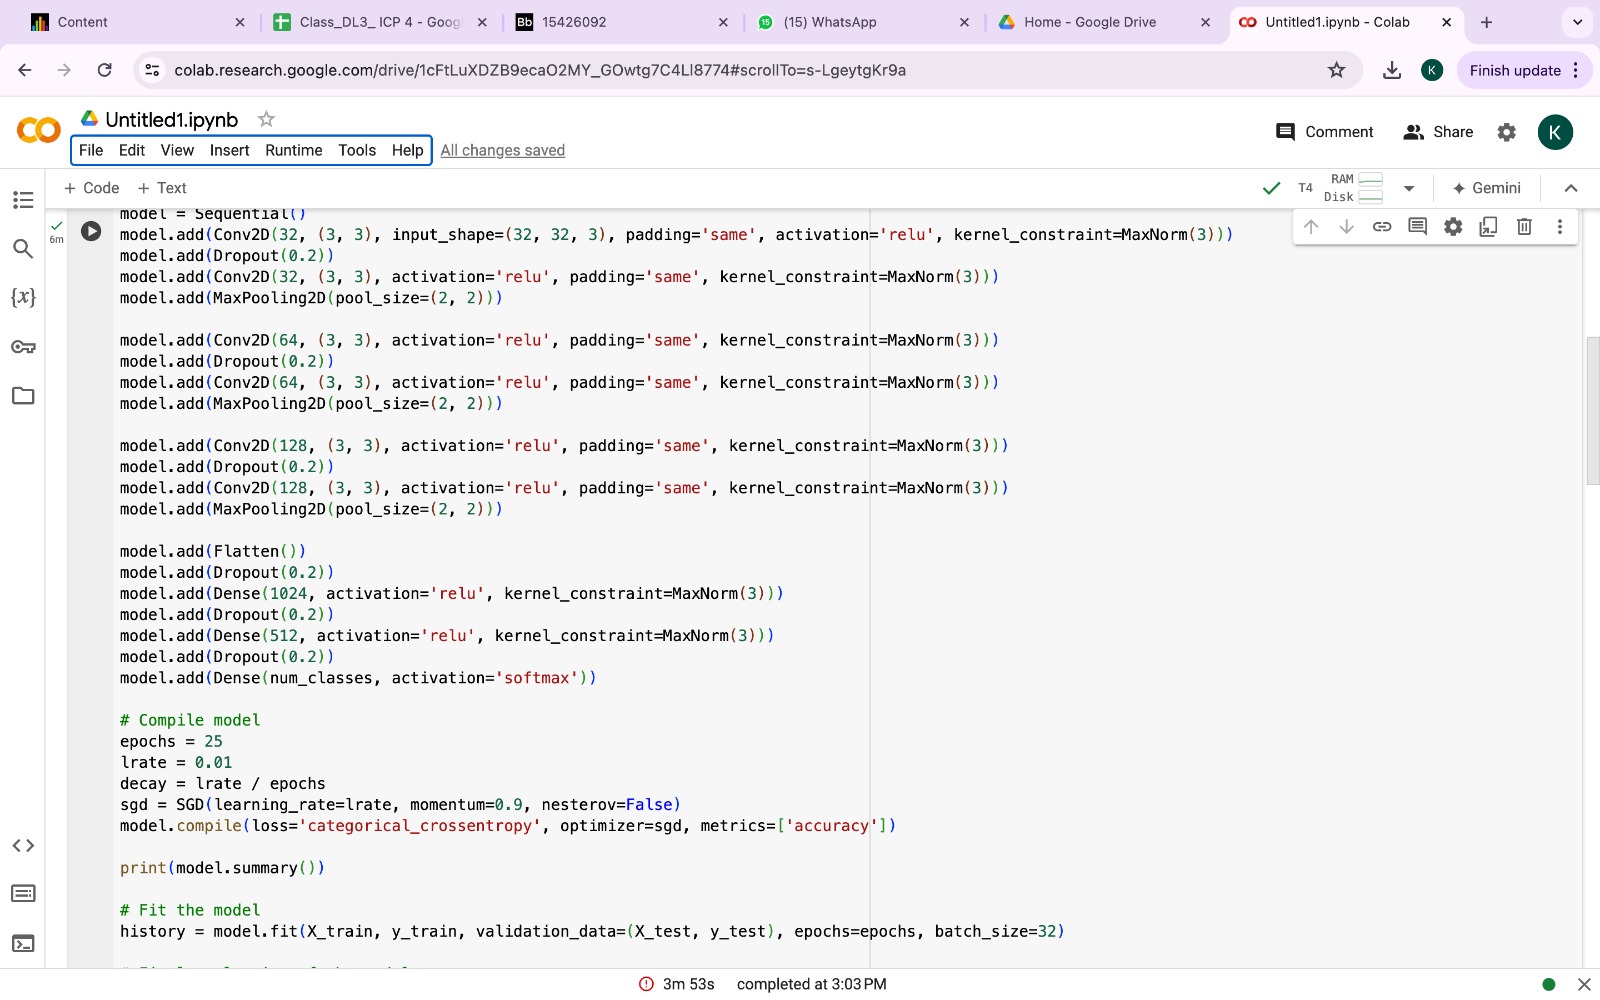 Content
Class_DL3_ ICP 4 - Goog
Bb 15426092
15 (15) WhatsApp
Home - Google Drive
Untitled1.ipynb - Colab
colab.research.google.com/drive/1cFtLuXDZB9ecaO2MY_GOwtg7C4Ll8774#scrollTo=s-LgeytgKr9a
K
Finish update
Untitled1.ipynb
File Edit View Insert Runtime Tools Help All changes saved
Comment Share K
+ Code + Text
T4 RAM
Disk
Gemini
6m
{x}
model = Sequential()
model.add(Conv2D(32, (3, 3), input_shape=(32, 32, 3), padding='same', activation='relu', kernel_constraint=MaxNorm(3)))
model.add(Dropout(0.2))
model.add(Conv2D(32, (3, 3), activation='relu', padding='same', kernel_constraint=MaxNorm(3)))
model.add(MaxPooling2D(pool_size=(2, 2)))
model.add(Conv2D(64, (3, 3), activation='relu', padding='same', kernel_constraint=MaxNorm(3)))
model.add(Dropout(0.2))
model.add(Conv2D(64, (3, 3), activation='relu', padding='same', kernel_constraint=MaxNorm(3)))
model.add(MaxPooling2D(pool_size=(2, 2)))
model.add(Conv2D(128, (3, 3), activation='relu', padding='same', kernel_constraint=MaxNorm(3)))
model.add(Dropout(0.2))
model.add(Conv2D(128, (3, 3), activation='relu', padding='same', kernel_constraint=MaxNorm(3)))
model.add(MaxPooling2D(pool_size=(2, 2)))
model.add(Flatten())
model.add(Dropout(0.2))
model.add(Dense(1024, activation='relu', kernel_constraint=MaxNorm(3)))
model.add(Dropout(0.2))
model.add(Dense(512, activation='relu', kernel_constraint=MaxNorm(3)))
model.add(Dropout(0.2))
model.add(Dense(num_classes, activation='softmax'))
# Compile model
epochs = 25
lrate = 0.01
decay = lrate / epochs
sgd = SGD(learning_rate=lrate, momentum=0.9, nesterov=False)
model.compile(loss='categorical_crossentropy', optimizer=sgd, metrics=['accuracy'])
print(model.summary())
# Fit the model
history = model.fit(X_train, y_train, validation_data=(X_test, y_test), epochs=epochs, batch_size=32)
3m 53s completed at 3:03 PM